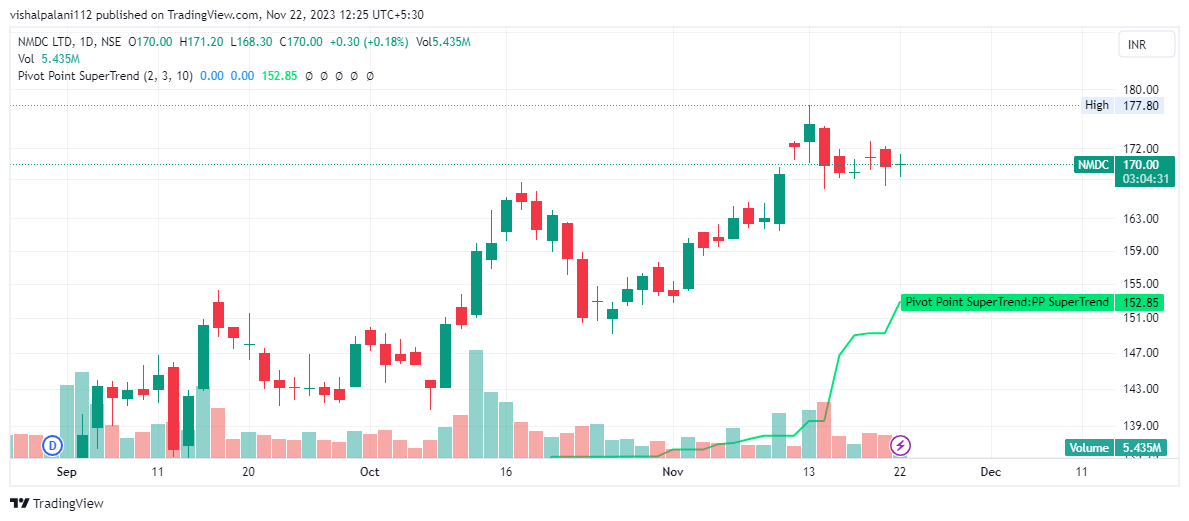 vishalpalani112 published on TradingView.com, Nov 22, 2023 12:25 UTC+5:30
NMDC LTD, 1D, NSE O170.00 H171.20 L168.30 C170.00 +0.30 (+0.18%) Vol5.435M
INR
Vol 5.435M
Pivot Point SuperTrend (2, 3, 10) 0.00 0.00 152.85 Ø Ø Ø Ø Ø
180.00
High 177.80
172.00
NMDC 170.00
03:04:31
163.00
159.00
155.00
Pivot Point SuperTrend:PP SuperTrend 152.85
151.00
147.00
143.00
139.00
D
Volume 5.435M
Sep 11 20 Oct 16 Nov 13 22 Dec 11
TradingView